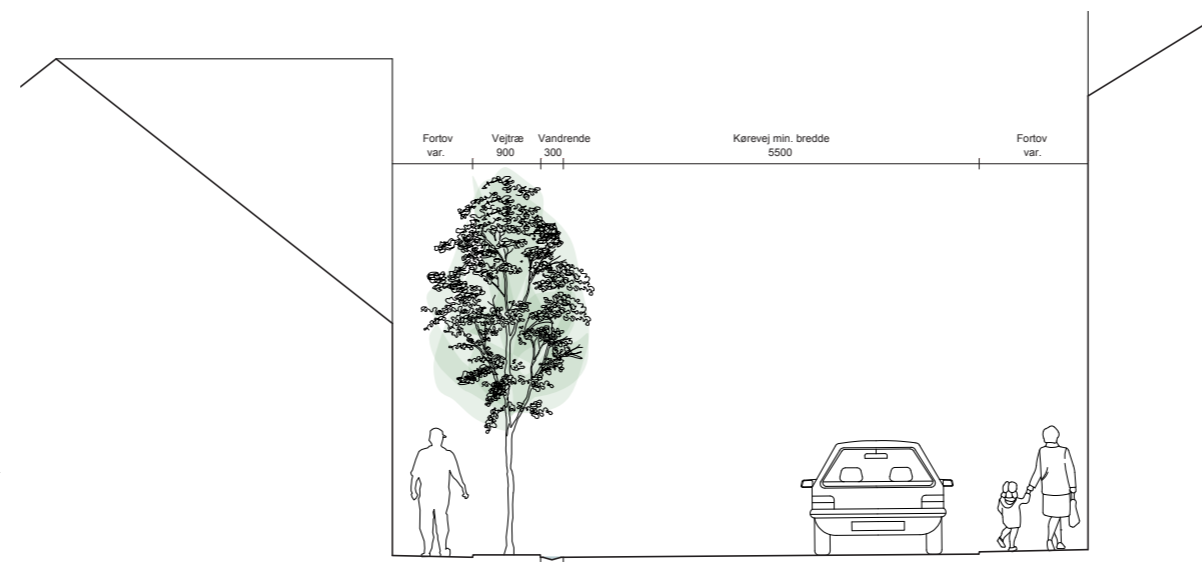 Fortov
var.
Vejtræ
900
Vandrende
300
Kørevej min. bredde
5500
Fortov
var.